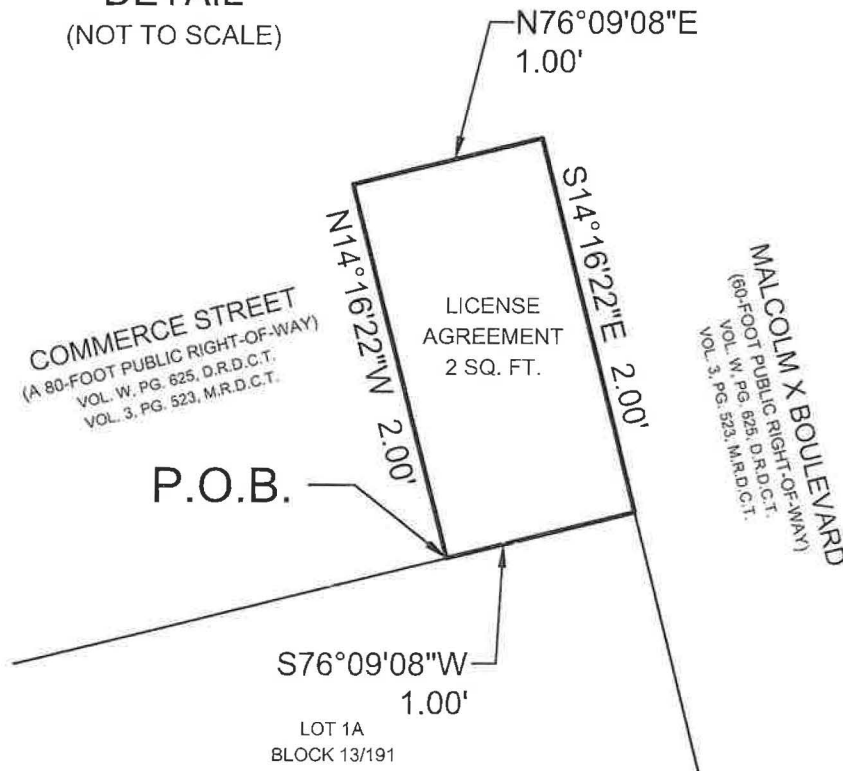 DETAIL
(NOT TO SCALE)
N76°09'08"E
1.00'
N14°16'22"W 2.00'
S14°16'22"E 2.00'
LICENSE
AGREEMENT
2 SQ. FT.
COMMERCE STREET
(A 80-FOOT PUBLIC RIGHT-OF-WAY)
VOL. W, PG. 625, D.R.D.C.T.
VOL. 3, PG. 523, M.R.D.C.T.
MALCOLM X BOULEVARD
(60-FOOT PUBLIC RIGHT-OF-WAY)
VOL. W, PG. 625, D.R.D.C.T.
VOL. 3, PG. 523, M.R.D.C.T.
P.O.B.
S76°09'08"W
1.00'
LOT 1A
BLOCK 13/191